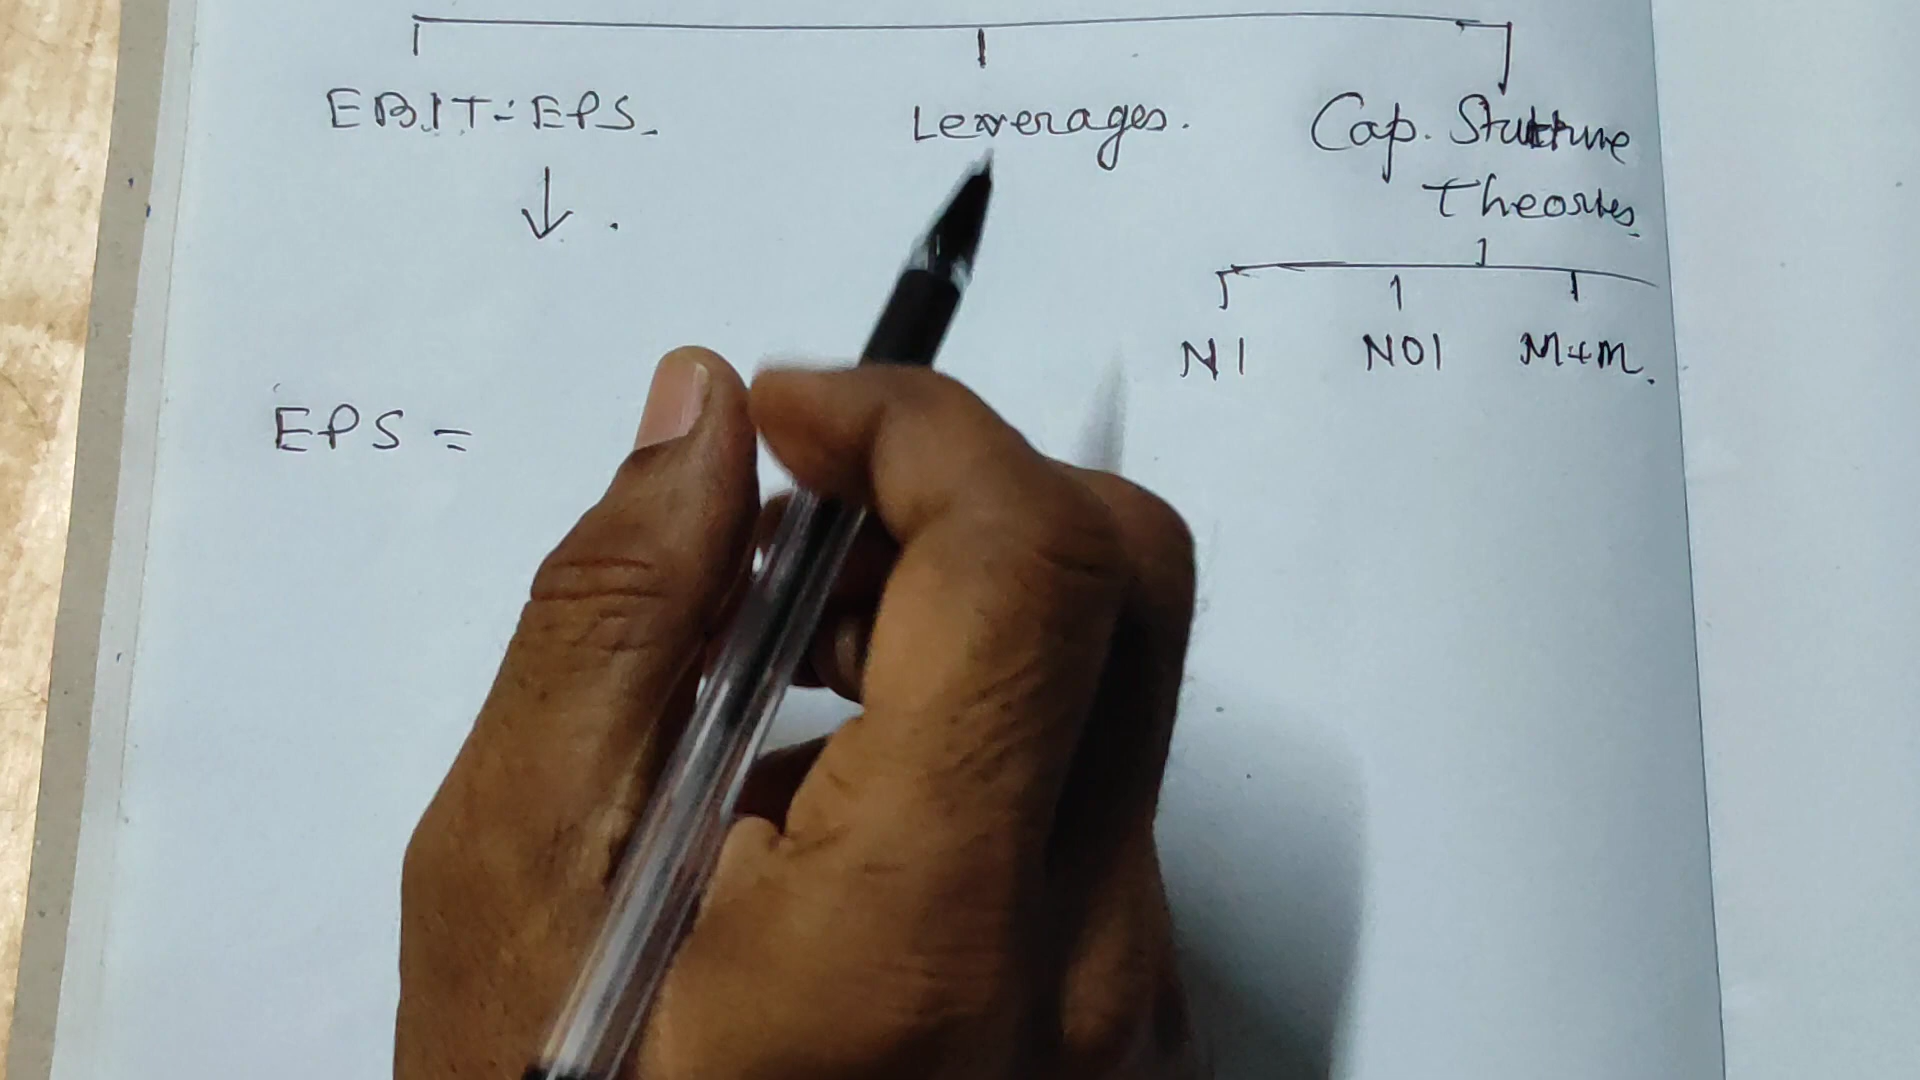 EBIT-EPS.
Leverages.
Cap. Structure
Theories.
NI
NOI
M+M.
EPS =